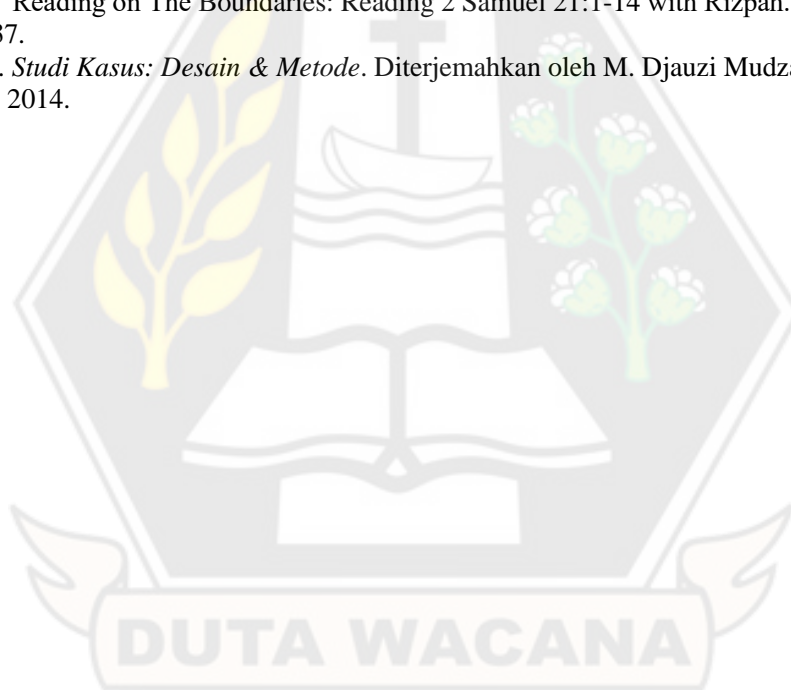 Reading on The Boundaries: Reading 2 Samuel 21:1-14 with Rizpah.
37.
. Studi Kasus: Desain & Metode. Diterjemahkan oleh M. Djauzi
2014.
DUTA WACANA